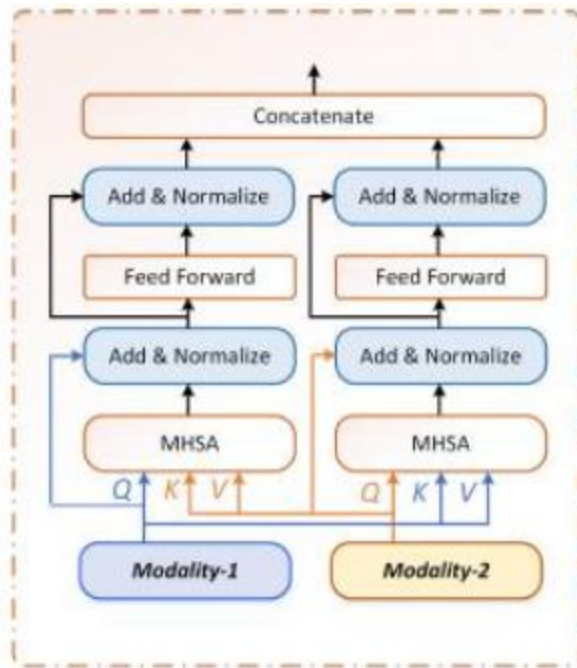 Concatenate
Add & Normalize Add & Normalize
Feed Forward Feed Forward
Add & Normalize Add & Normalize
MHSA MHSA
Q K V Q K V
Modality-1 Modality-2